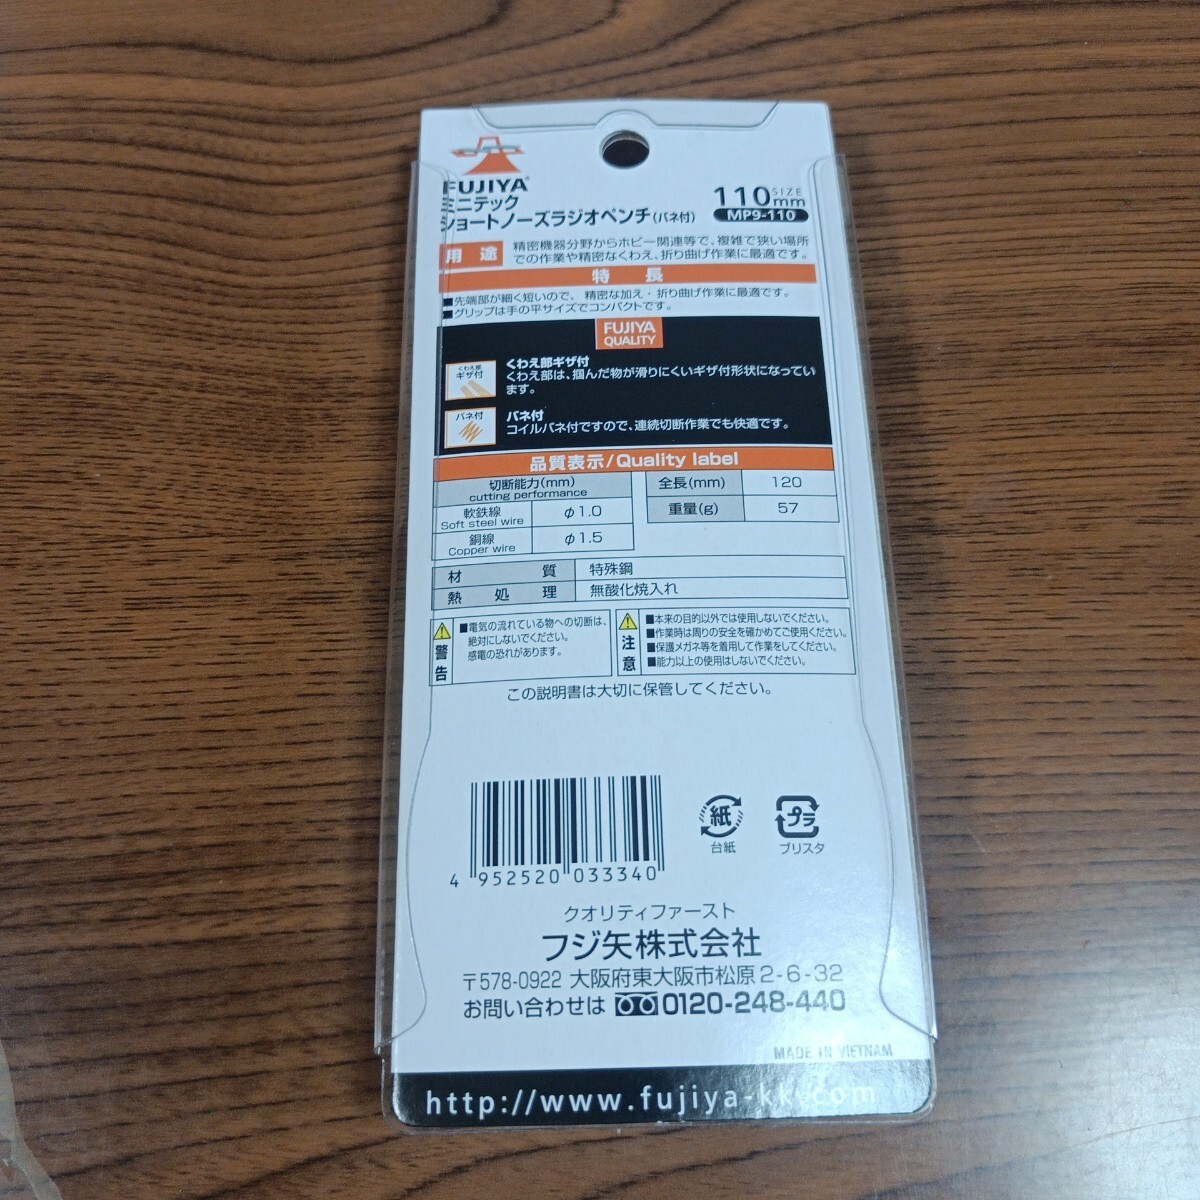 FUJIYA®
ミニテック
ショートノーズラジオペンチ(バネ付)
110mm SIZE
MP9-110
用途
精密機器分野からホビー関連等で、複雑で狭い場所
での作業や精密なくわえ、折り曲げ作業に最適です。
特長
■先端部が細く短いので、精密な加え・折り曲げ作業に最適です。
■グリップは手の平サイズでコンパクトです。
FUJIYA
QUALITY
くわえ部
ギザ付
くわえ部ギザ付
くわえ部は、掴んだ物が滑りにくいギザ付形状になってい
ます。
バネ付
バネ付
コイルバネ付ですので、連続切断作業でも快適です。
品質表示/Quality label
切断能力(mm)
cutting performance
軟鉄線
Soft steel wire
φ1.0
銅線
Copper wire
φ1.5
全長(mm) 120
重量(g) 57
材質 特殊鋼
熱処理 無酸化焼入れ
警告
■電気の流れている物への切断は、
絶対にしないでください。
感電の恐れがあります。
注意
■本来の目的以外では使用しないでください。
■作業時は周りの安全を確かめてご使用ください。
■保護メガネ等を着用して作業をしてください。
■能力以上の使用はしないでください。
この説明書は大切に保管してください。
4 952520 033340
紙
台紙
プラ
ブリスタ
クオリティファースト
フジ矢株式会社
〒578-0922 大阪府東大阪市松原2-6-32
お問い合わせは 0120-248-440
MADE IN VIETNAM
http://www.fujiya-kk.com